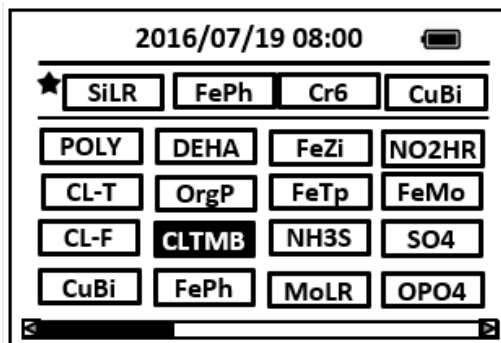 2016/07/19 08:00
SiLR FePh Cr6 CuBi
POLY DEHA FeZi NO2HR
CL-T OrgP FeTp FeMo
CL-F CLTMB NH3S SO4
CuBi FePh MoLR OPO4